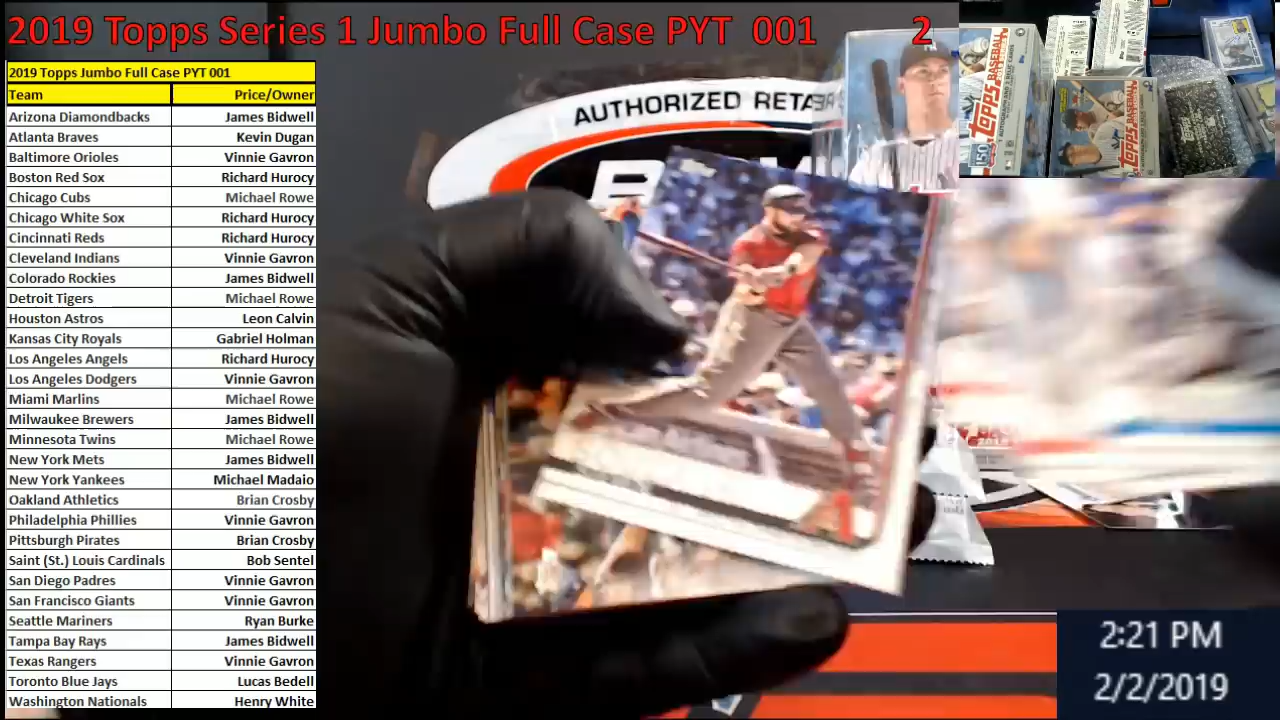 2019 Topps Series 1 Jumbo Full Case PYT 001 2
2019 Topps Jumbo Full Case PYT 001
Team Price/Owner
Arizona Diamondbacks James Bidwell
Atlanta Braves Kevin Dugan
Baltimore Orioles Vinnie Gavron
Boston Red Sox Richard Hurocy
Chicago Cubs Michael Rowe
Chicago White Sox Richard Hurocy
Cincinnati Reds Richard Hurocy
Cleveland Indians Vinnie Gavron
Colorado Rockies James Bidwell
Detroit Tigers Michael Rowe
Houston Astros Leon Calvin
Kansas City Royals Gabriel Holman
Los Angeles Angels Richard Hurocy
Los Angeles Dodgers Vinnie Gavron
Miami Marlins Michael Rowe
Milwaukee Brewers James Bidwell
Minnesota Twins Michael Rowe
New York Mets James Bidwell
New York Yankees Michael Madaio
Oakland Athletics Brian Crosby
Philadelphia Phillies Vinnie Gavron
Pittsburgh Pirates Brian Crosby
Saint (St.) Louis Cardinals Bob Sentel
San Diego Padres Vinnie Gavron
San Francisco Giants Vinnie Gavron
Seattle Mariners Ryan Burke
Tampa Bay Rays James Bidwell
Texas Rangers Vinnie Gavron
Toronto Blue Jays Lucas Bedell
Washington Nationals Henry White
AUTHORIZED
Topps BASEBALL
150
Topps BASEBALL
Topps
2:21 PM
2/2/2019